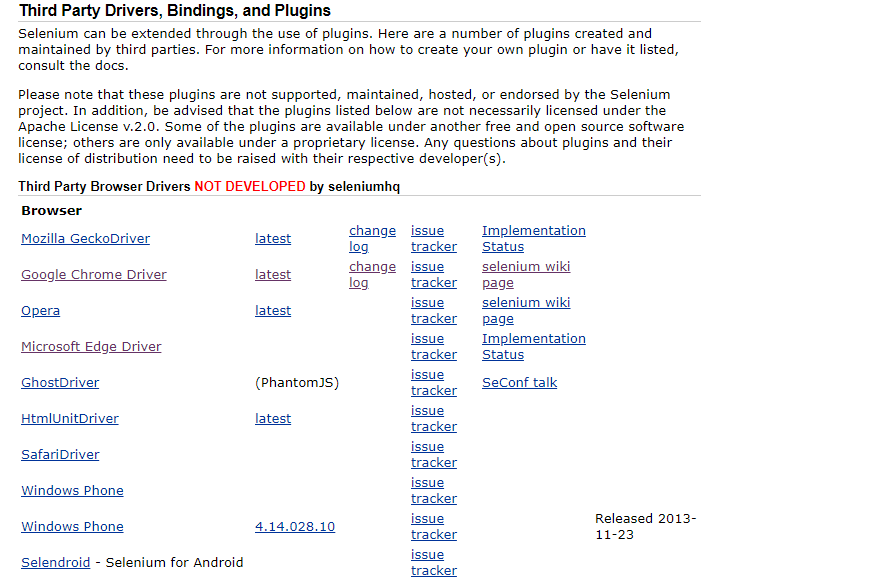 Third Party Drivers, Bindings, and Plugins
Selenium can be extended through the use of plugins. Here are a number of plugins created and
maintained by third parties. For more information on how to create your own plugin or have it listed,
consult the docs.
Please note that these plugins are not supported, maintained, hosted, or endorsed by the Selenium
project. In addition, be advised that the plugins listed below are not necessarily licensed under the
Apache License v.2.0. Some of the plugins are available under another free and open source software
license; others are only available under a proprietary license. Any questions about plugins and their
license of distribution need to be raised with their respective developer(s).
Third Party Browser Drivers NOT DEVELOPED by seleniumhq
Browser
Mozilla GeckoDriver latest change log issue tracker Implementation Status
Google Chrome Driver latest change log issue tracker selenium wiki page
Opera latest issue tracker selenium wiki page
Microsoft Edge Driver issue tracker Implementation Status
GhostDriver (PhantomJS) issue tracker SeConf talk
HtmlUnitDriver latest issue tracker
SafariDriver issue tracker
Windows Phone issue tracker
Windows Phone 4.14.028.10 issue tracker Released 2013-11-23
Selendroid - Selenium for Android issue tracker